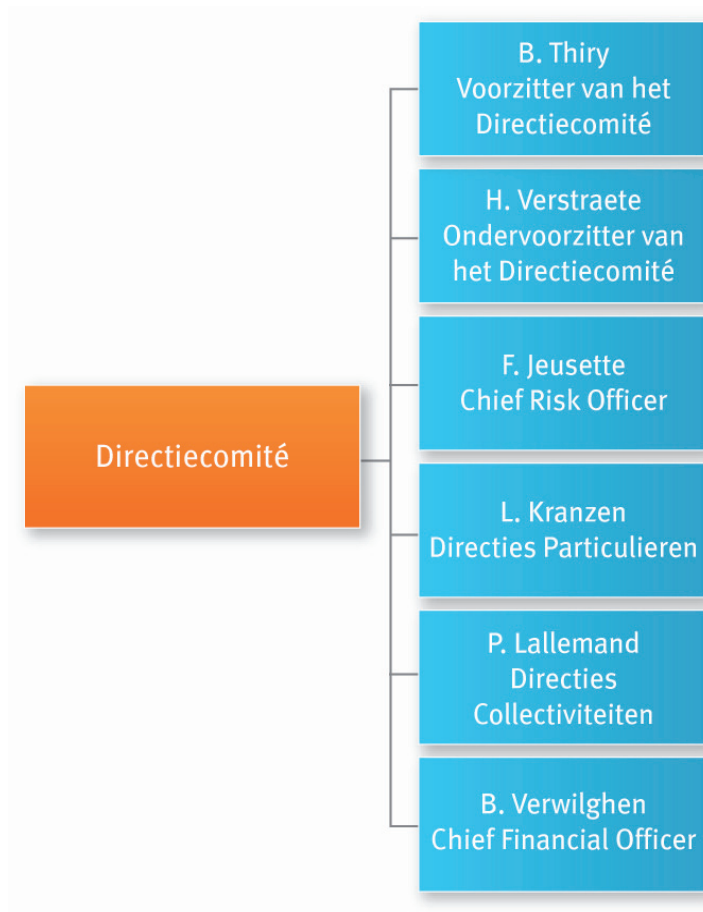 B. Thiry
Voorzitter van het
Directiecomité
H. Verstraete
Ondervoorzitter van
het Directiecomité
F. Jeusette
Chief Risk Officer
Directiecomité
L. Kranzen
Directies Particulieren
P. Lallemand
Directies
Collectiviteiten
B. Verwilghen
Chief Financial Officer